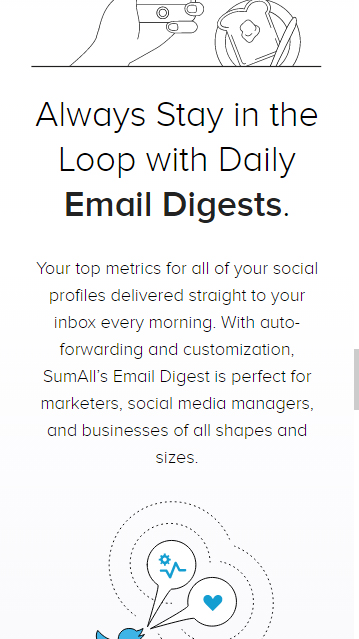 Always Stay in the
Loop with Daily
Email Digests.
Your top metrics for all of your social
profiles delivered straight to your
inbox every morning. With auto-
forwarding and customization,
SumAll's Email Digest is perfect for
marketers, social media managers,
and businesses of all shapes and
sizes.